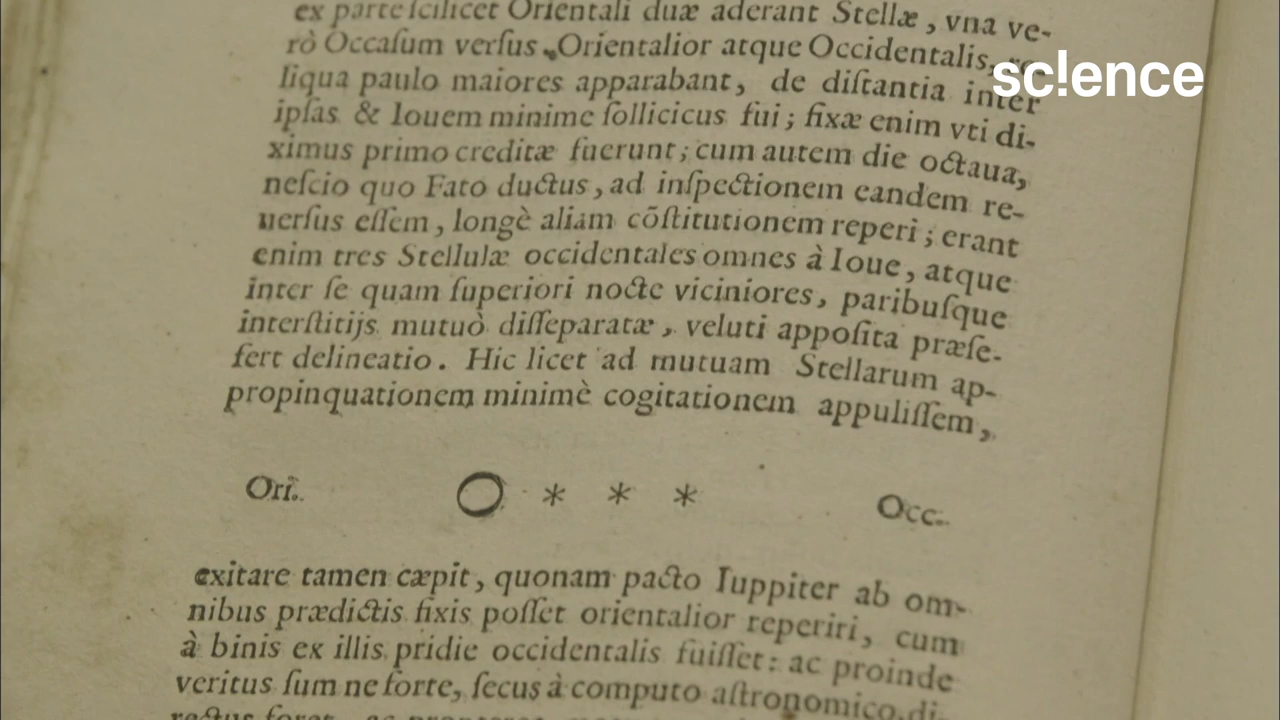 ex parte ſcilicet Orientali duæ aderant Stellæ, vna ve-
rò Occaſum verſus. Orientalior atque Occidentalis, re-
sc!ence
liqua paulo maiores apparabant, de diſtantia inter
ipſas & Iouem minime ſollicicus fui; fixæ enim vti di-
ximus primo creditæ fuerunt; cum autem die octaua,
neſcio quo Fato ductus, ad inſpectionem eandem re-
uerſus eſſem, longè aliam cõſtitutionem reperi; erant
enim tres Stellulæ occidentales omnes à Ioue, atque
inter ſe quam ſuperiori nocte viciniores, paribuſque
interſtitijs mutuò diſſeparatæ, veluti appoſita præſe-
fert delineatio. Hic licet ad mutuam Stellarum ap-
propinquationem minimè cogitationem appuliſſem,
Ori. O * * * Occ.
exitare tamen cæpit, quonam pacto Iuppiter ab om-
nibus prædictis fixis poſſet orientalior reperiri, cum
à binis ex illis pridie occidentalis fuiſſet: ac proinde
veritus ſum ne forte, ſecus à computo aſtronomico, di-
rectus foret, ac